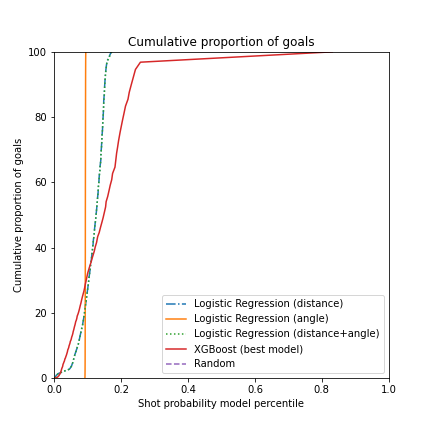 Cumulative proportion of goals
Cumulative proportion of goals
100
80
60
40
20
0
Logistic Regression (distance)
Logistic Regression (angle)
Logistic Regression (distance+angle)
XGBoost (best model)
Random
0.0 0.2 0.4 0.6 0.8 1.0
Shot probability model percentile